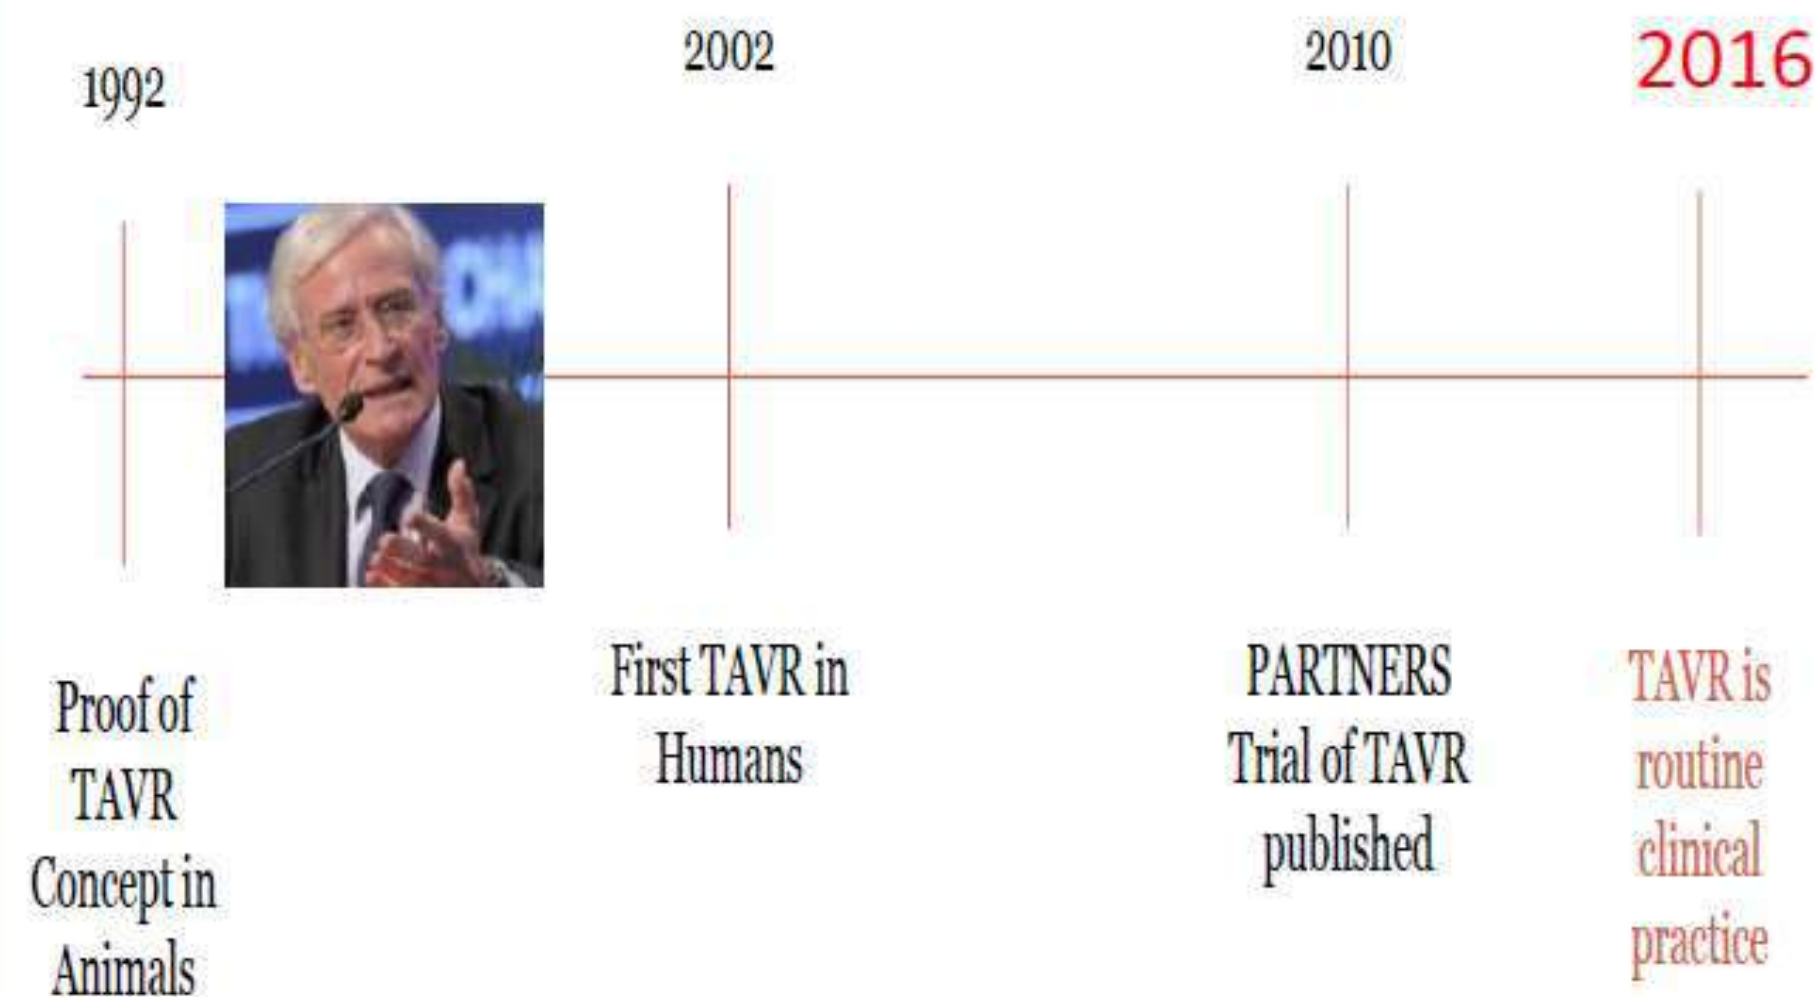 1992
2002
2010
2016
Proof of
TAVR
Concept in
Animals
First TAVR in
Humans
PARTNERS
Trial of TAVR
published
TAVR is
routine
clinical
practice